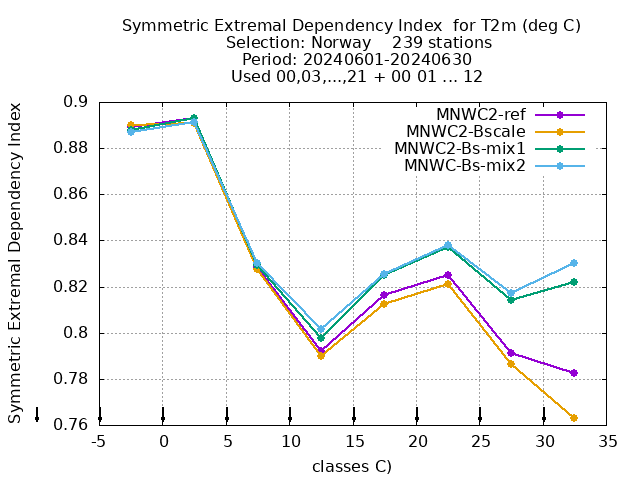 Symmetric Extremal Dependency Index  for T2m (deg C)
Selection: Norway    239 stations
Period: 20240601-20240630
Used 00,03,...,21 + 00 01 ... 12
Symmetric Extremal Dependency Index
0.9
0.88
0.86
0.84
0.82
0.8
0.78
0.76
MNWC2-ref
MNWC2-Bscale
MNWC2-Bs-mix1
MNWC-Bs-mix2
-5 0 5 10 15 20 25 30 35
classes C)